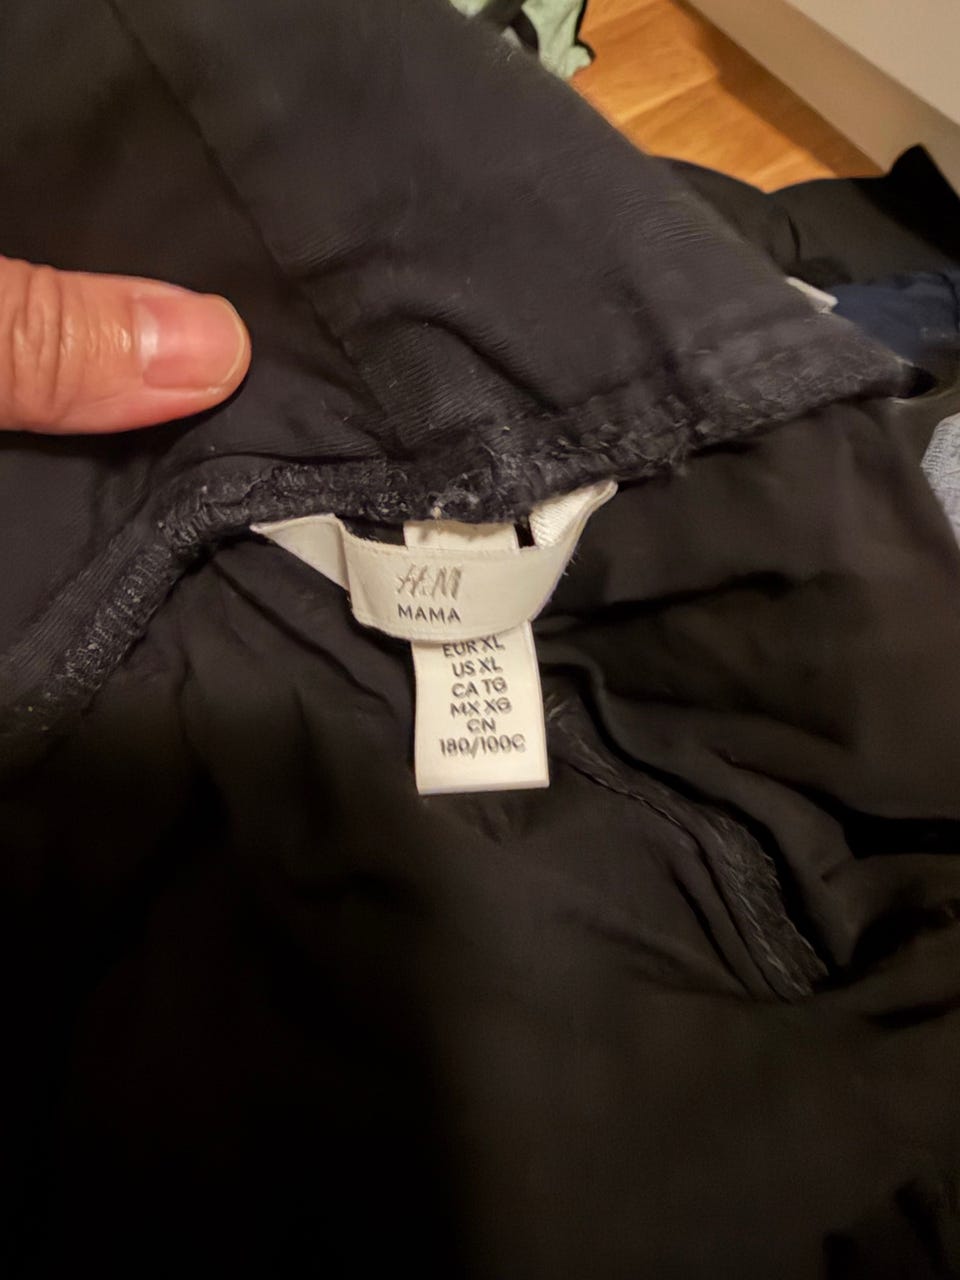 H&M
MAMA
EUR XL
US XL
CA TG
MX XG
CN
180/100C